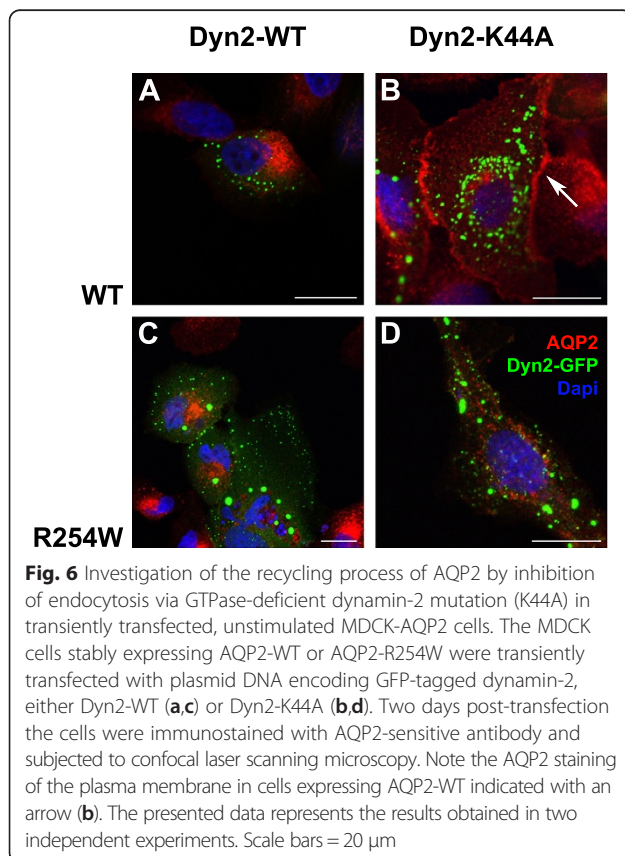 Dyn2-WT Dyn2-K44A
A B
WT
C D
AQP2
Dyn2-GFP
Dapi
R254W
Fig. 6 Investigation of the recycling process of AQP2 by inhibition
of endocytosis via GTPase-deficient dynamin-2 mutation (K44A) in
transiently transfected, unstimulated MDCK-AQP2 cells. The MDCK
cells stably expressing AQP2-WT or AQP2-R254W were transiently
transfected with plasmid DNA encoding GFP-tagged dynamin-2,
either Dyn2-WT (a,c) or Dyn2-K44A (b,d). Two days post-transfection
the cells were immunostained with AQP2-sensitive antibody and
subjected to confocal laser scanning microscopy. Note the AQP2 staining
of the plasma membrane in cells expressing AQP2-WT indicated with an
arrow (b). The presented data represents the results obtained in two
independent experiments. Scale bars = 20 μm